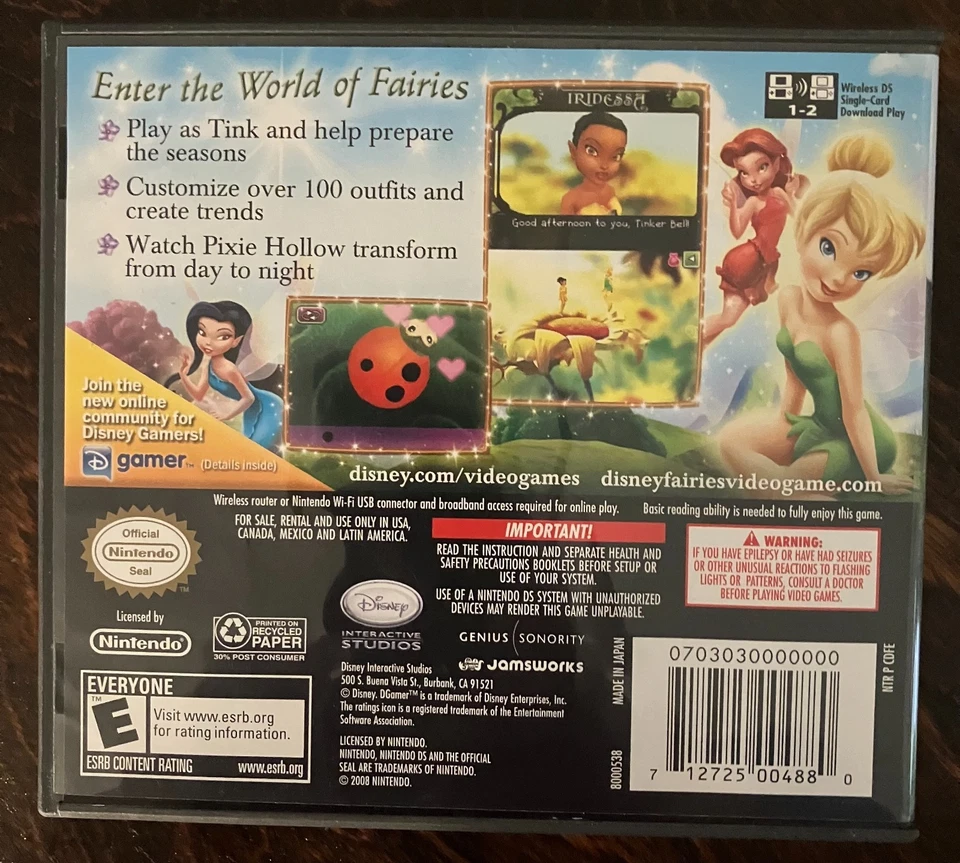 Enter the World of Fairies
Play as Tink and help prepare
the seasons
Customize over 100 outfits and
create trends
Watch Pixie Hollow transform
from day to night
IRIDESSA
Good afternoon to you, Tinker Bell!
1-2
Wireless DS
Single-Card
Download Play
Join the
new online
community for
Disney Gamers!
D gamer™ (Details inside)
disney.com/videogames disneyfairiesvideogame.com
Wireless router or Nintendo Wi-Fi USB connector and broadband access required for online play. Basic reading ability is needed to fully enjoy this game.
Official
Nintendo
Seal
TM
FOR SALE, RENTAL AND USE ONLY IN USA,
CANADA, MEXICO AND LATIN AMERICA.
IMPORTANT!
READ THE INSTRUCTION AND SEPARATE HEALTH AND
SAFETY PRECAUTIONS BOOKLETS BEFORE SETUP OR
USE OF YOUR SYSTEM.
USE OF A NINTENDO DS SYSTEM WITH UNAUTHORIZED
DEVICES MAY RENDER THIS GAME UNPLAYABLE.
WARNING:
IF YOU HAVE EPILEPSY OR HAVE HAD SEIZURES
OR OTHER UNUSUAL REACTIONS TO FLASHING
LIGHTS OR PATTERNS, CONSULT A DOCTOR
BEFORE PLAYING VIDEO GAMES.
Licensed by
Nintendo
PRINTED ON
RECYCLED
PAPER
30% POST CONSUMER
Disney
INTERACTIVE
STUDIOS
GENIUS SONORITY
Jamsworks
EVERYONE
TM
E
Visit www.esrb.org
for rating information.
ESRB CONTENT RATING www.esrb.org
Disney Interactive Studios
500 S. Buena Vista St., Burbank, CA 91521
© Disney. DGamer™ is a trademark of Disney Enterprises, Inc.
The ratings icon is a registered trademark of the Entertainment
Software Association.
LICENSED BY NINTENDO.
NINTENDO, NINTENDO DS AND THE OFFICIAL
SEAL ARE TRADEMARKS OF NINTENDO.
© 2008 NINTENDO.
MADE IN JAPAN
8000538
0703030000000
7 12725 00488 0
NTR P CDFE